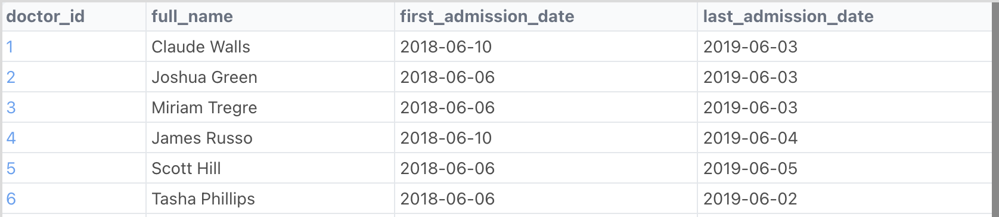 doctor_id full_name first_admission_date last_admission_date
1 Claude Walls 2018-06-10 2019-06-03
2 Joshua Green 2018-06-06 2019-06-03
3 Miriam Tregre 2018-06-06 2019-06-03
4 James Russo 2018-06-10 2019-06-04
5 Scott Hill 2018-06-06 2019-06-05
6 Tasha Phillips 2018-06-06 2019-06-02